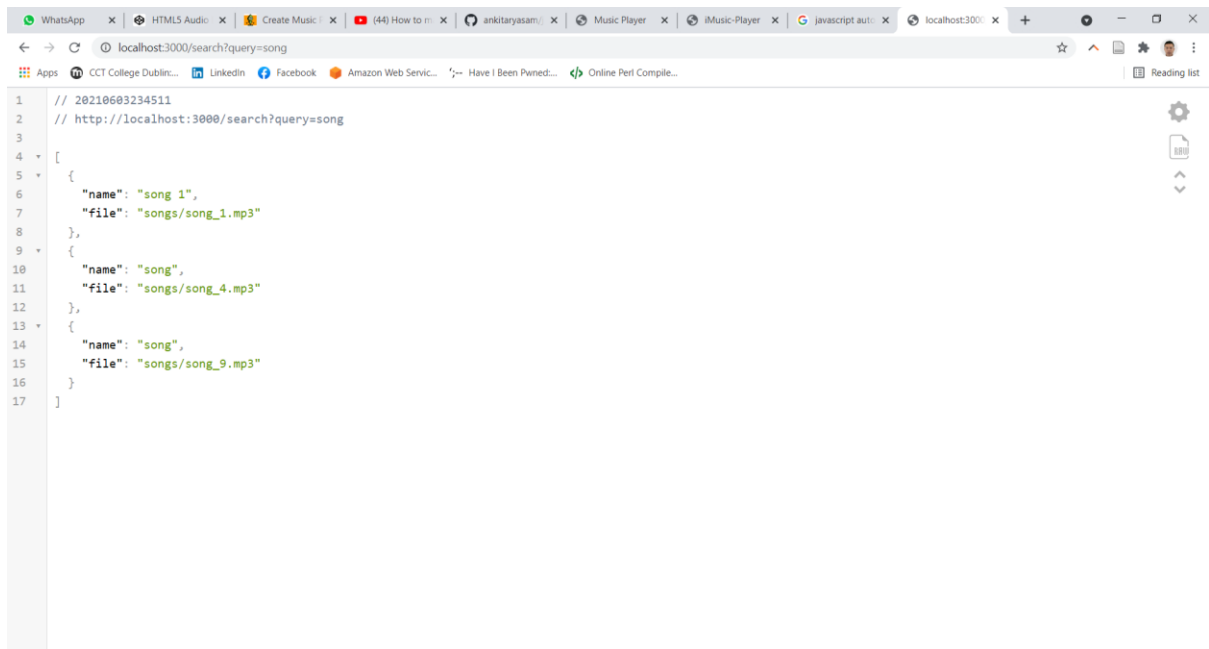 WhatsApp HTML5 Audio Create Music (44) How to m ankitaryasam/ Music Player iMusic-Player javascript auto localhost:3000
localhost:3000/search?query=song
Apps CCT College Dublin:... LinkedIn Facebook Amazon Web Servic... ';-- Have I Been Pwned:... Online Perl Compile... Reading list
1 // 20210603234511
2 // http://localhost:3000/search?query=song
3
4 [
5 {
6 "name": "song 1",
7 "file": "songs/song_1.mp3"
8 },
9 {
10 "name": "song",
11 "file": "songs/song_4.mp3"
12 },
13 {
14 "name": "song",
15 "file": "songs/song_9.mp3"
16 }
17 ]
RAW